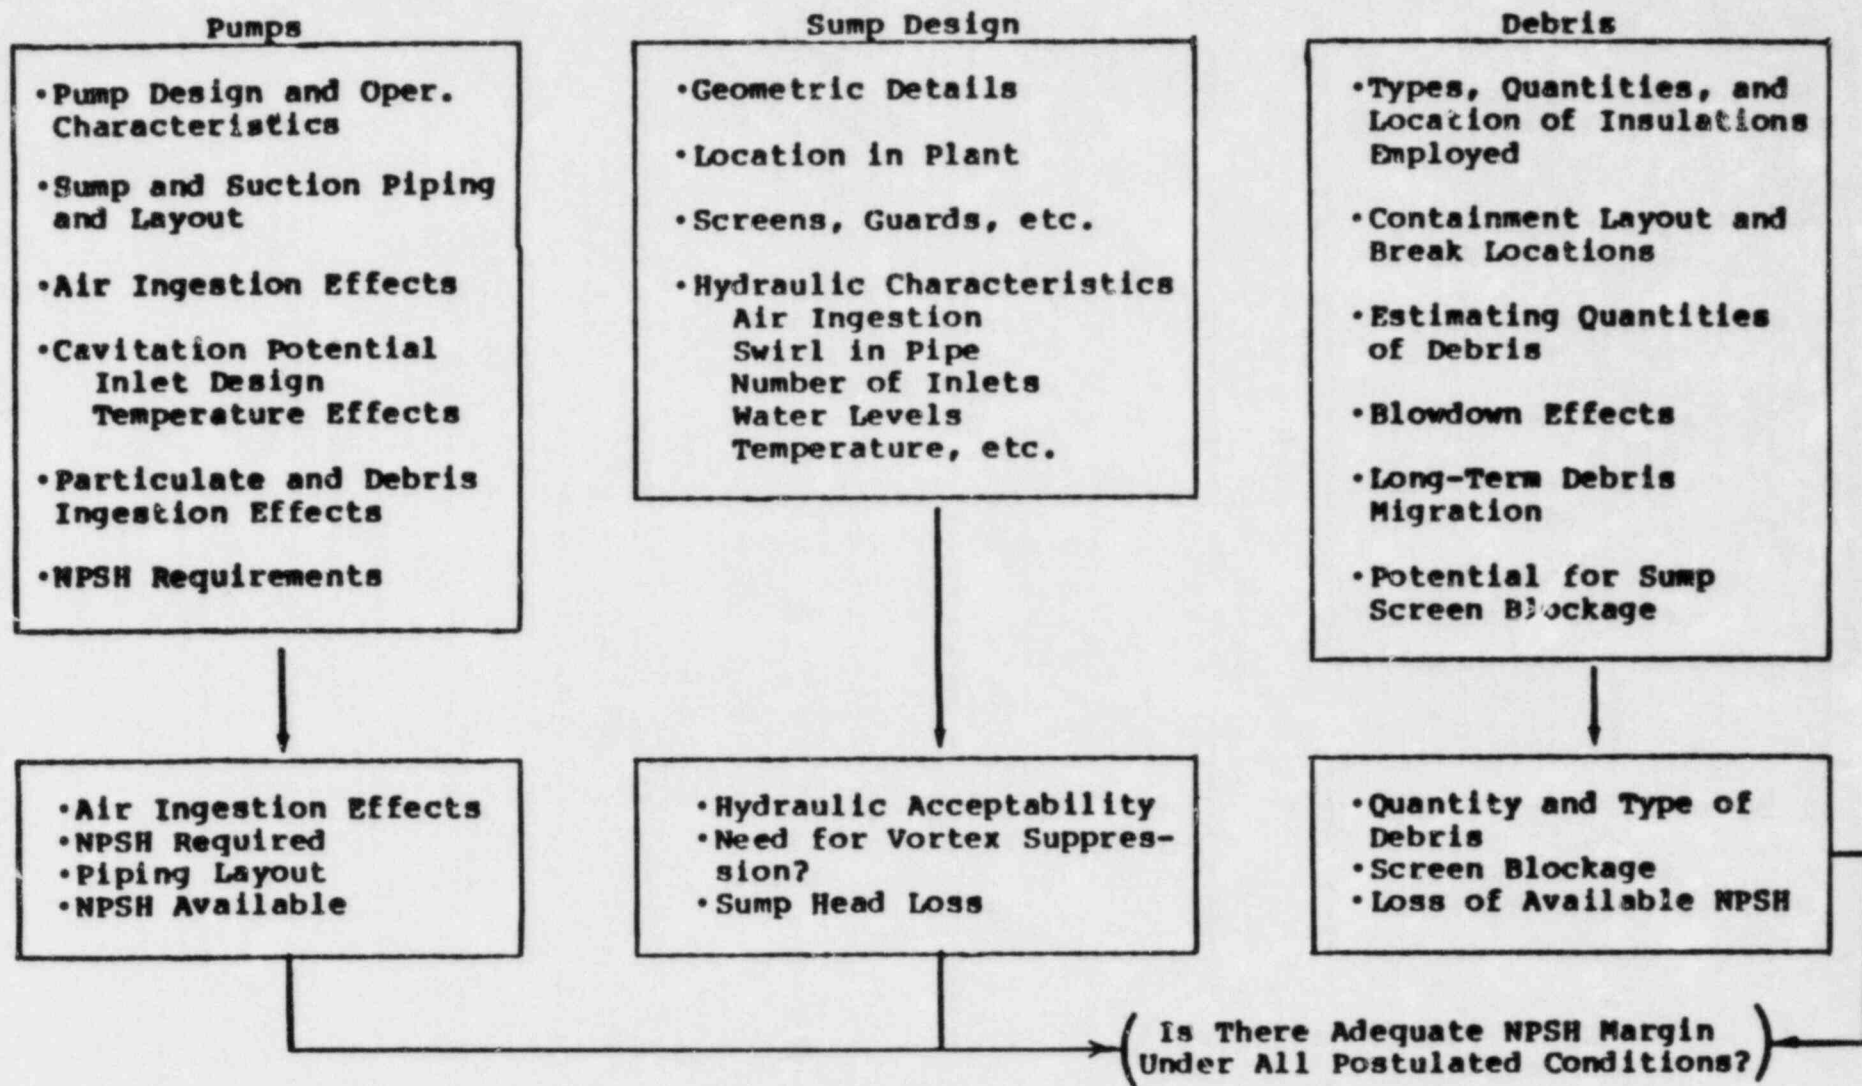 Pumps
•Pump Design and Oper.
Characteristics
•Sump and Suction Piping
and Layout
•Air Ingestion Effects
•Cavitation Potential
Inlet Design
Temperature Effects
•Particulate and Debris
Ingestion Effects
•NPSH Requirements
Sump Design
•Geometric Details
•Location in Plant
•Screens, Guards, etc.
•Hydraulic Characteristics
Air Ingestion
Swirl in Pipe
Number of Inlets
Water Levels
Temperature, etc.
Debris
•Types, Quantities, and
Location of Insulations
Employed
•Containment Layout and
Break Locations
•Estimating Quantities
of Debris
•Blowdown Effects
•Long-Term Debris
Migration
•Potential for Sump
Screen Blockage
•Air Ingestion Effects
•NPSH Required
•Piping Layout
•NPSH Available
•Hydraulic Acceptability
•Need for Vortex Suppres-
sion?
•Sump Head Loss
•Quantity and Type of
Debris
•Screen Blockage
•Loss of Available NPSH
(Is There Adequate NPSH Margin
Under All Postulated Conditions?)